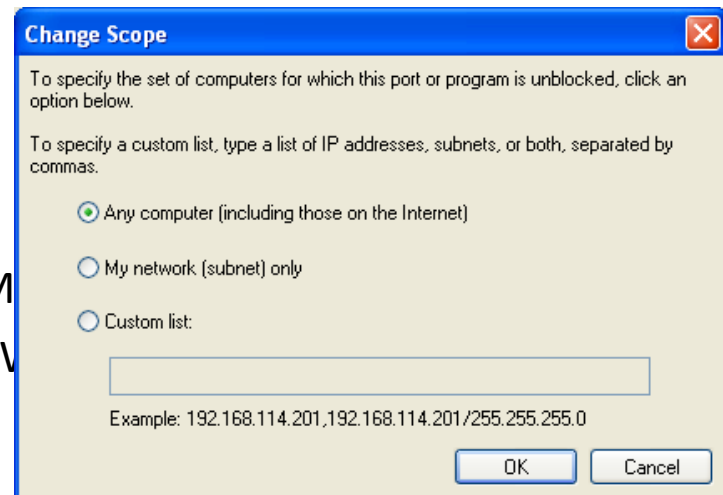 Change Scope
To specify the set of computers for which this port or program is unblocked, click an
option below.
To specify a custom list, type a list of IP addresses, subnets, or both, separated by
commas.
Any computer (including those on the Internet)
My network (subnet) only
M
Custom list:
Example: 192.168.114.201,192.168.114.201/255.255.255.0
OK
Cancel